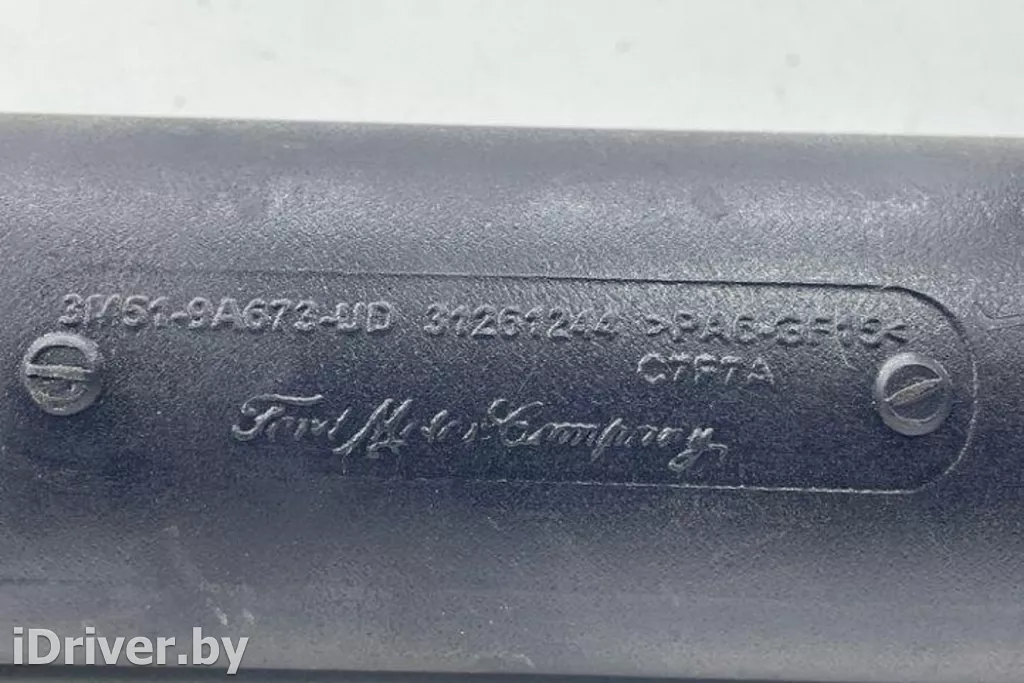 3M51-9A673-UD 31261244 >PA6-GF15<
C7F7A
Ford Motor Company
iDriver.by